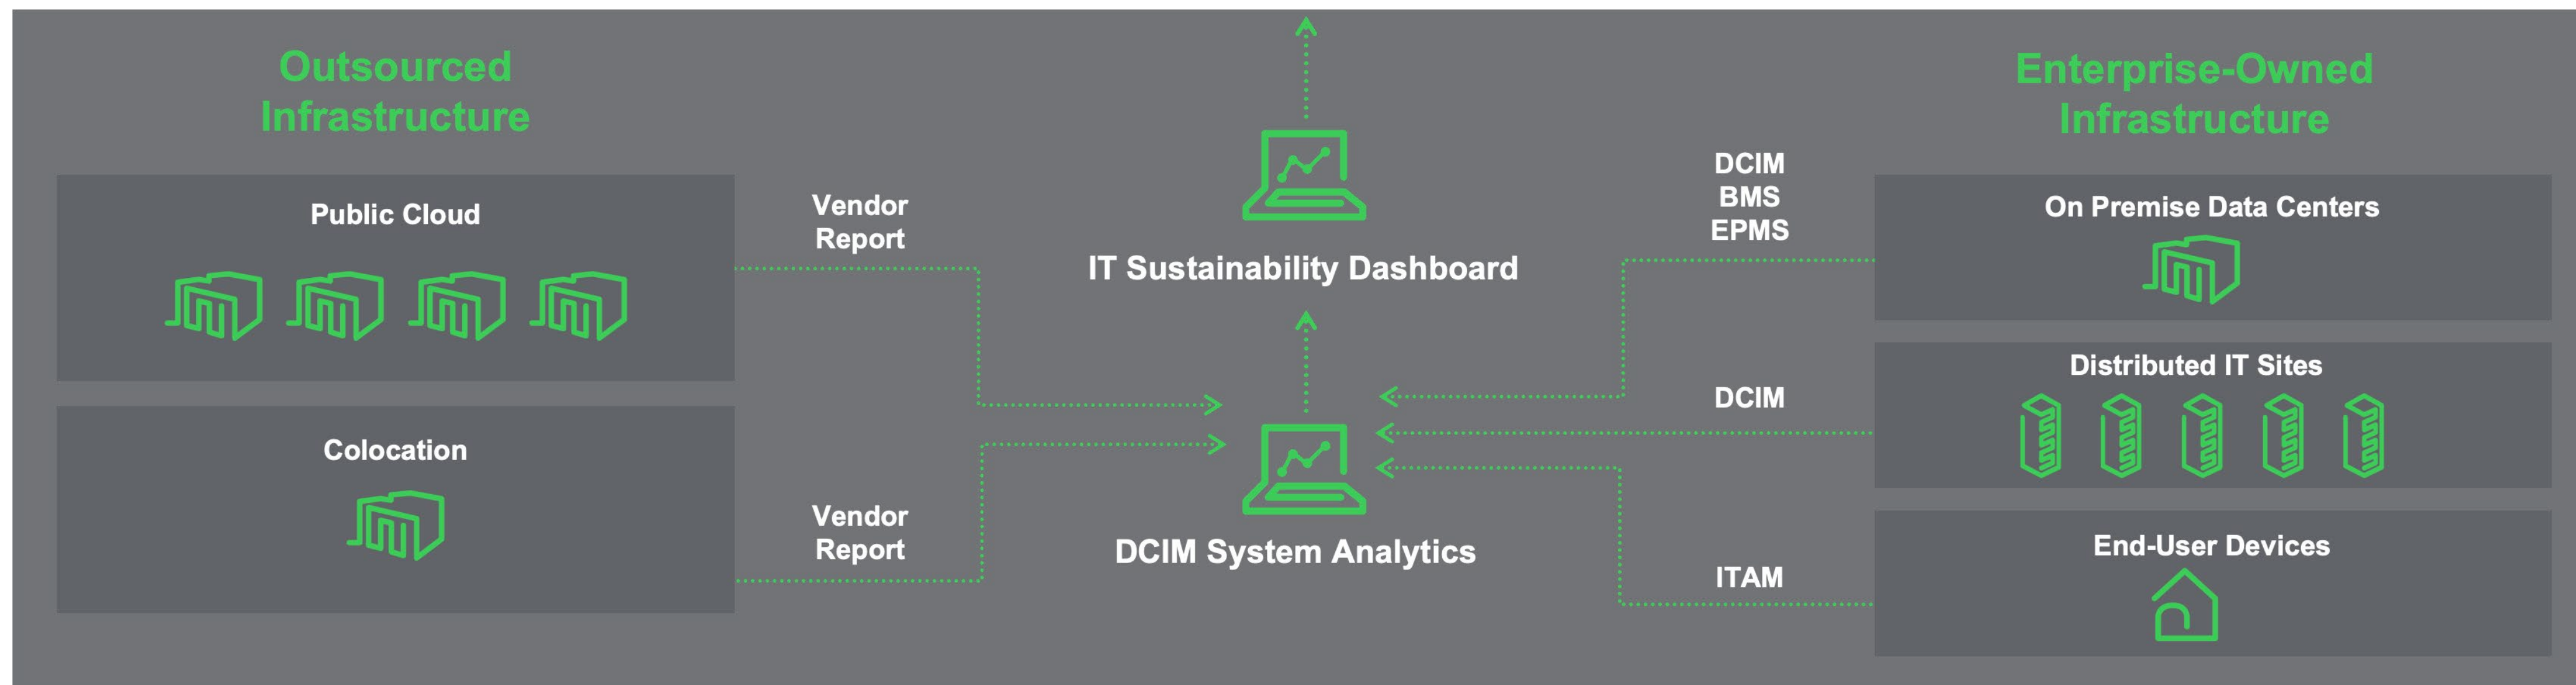 Outsourced
Infrastructure
Public Cloud
Colocation
Vendor
Report
Vendor
Report
IT Sustainability Dashboard
DCIM System Analytics
DCIM
BMS
EPMS
DCIM
ITAM
Enterprise-Owned
Infrastructure
On Premise Data Centers
Distributed IT Sites
End-User Devices